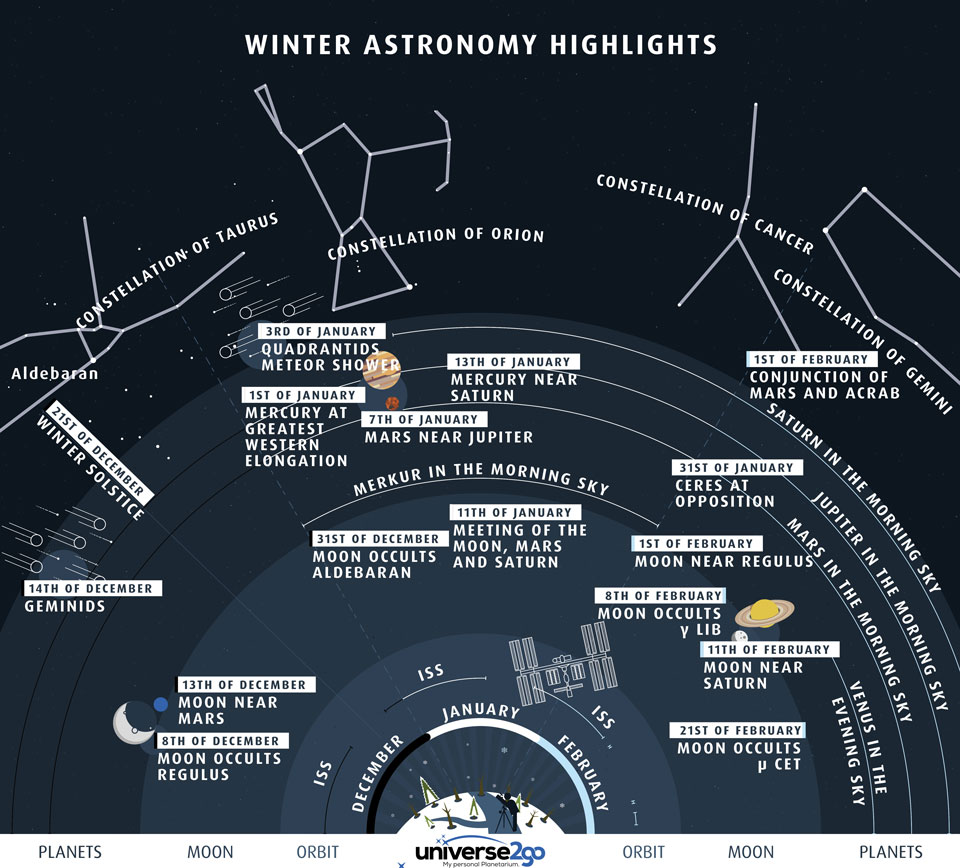 WINTER ASTRONOMY HIGHLIGHTS
CONSTELLATION OF TAURUS
CONSTELLATION OF ORION
CONSTELLATION OF CANCER
CONSTELLATION OF GEMINI
Aldebaran
21ST OF DECEMBER
WINTER SOLSTICE
3RD OF JANUARY
QUADRANTIDS
METEOR SHOWER
1ST OF JANUARY
MERCURY AT
GREATEST
WESTERN
ELONGATION
7TH OF JANUARY
MARS NEAR JUPITER
13TH OF JANUARY
MERCURY NEAR
SATURN
1ST OF FEBRUARY
CONJUNCTION OF
MARS AND ACRAB
SATURN IN THE MORNING SKY
JUPITER IN THE MORNING SKY
MARS IN THE MORNING SKY
MERKUR IN THE MORNING SKY
31ST OF JANUARY
CERES AT
OPPOSITION
31ST OF DECEMBER
MOON OCCULTS
ALDEBARAN
11TH OF JANUARY
MEETING OF THE
MOON, MARS
AND SATURN
1ST OF FEBRUARY
MOON NEAR REGULUS
14TH OF DECEMBER
GEMINIDS
8TH OF FEBRUARY
MOON OCCULTS
γ LIB
11TH OF FEBRUARY
MOON NEAR
SATURN
13TH OF DECEMBER
MOON NEAR
MARS
8TH OF DECEMBER
MOON OCCULTS
REGULUS
21ST OF FEBRUARY
MOON OCCULTS
μ CET
VENUS IN THE
EVENING SKY
ISS
ISS
ISS
DECEMBER
JANUARY
FEBRUARY
PLANETS
MOON
ORBIT
universe2go
My personal Planetarium.
ORBIT
MOON
PLANETS